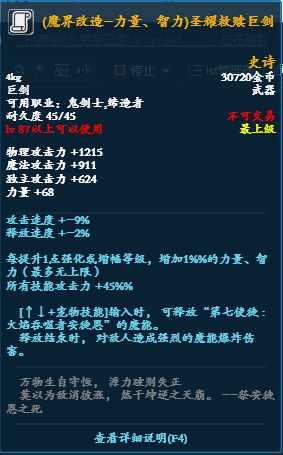 (魔界改造-力量、智力)圣耀救赎巨剑
史诗
4kg 30720金币
巨剑 武器
可用职业：鬼剑士,缔造者
耐久度 45/45 不可交易
lv 87以上可以使用 最上级
物理攻击力 +1215
魔法攻击力 +911
独立攻击力 +624
力量 +68
攻击速度 +-9%
释放速度 +-2%
每提升1点强化或增幅等级，增加1%%的力量、智
力（最多无上限）
所有技能攻击力 +45%%
[↑↓+宠物技能]输入时，可释放“第七使徒:
火焰吞噬者安徒恩”的魔能。
释放结束时，对敌人造成强烈的魔能爆炸伤
害。
万物生自守恒，源力破则失正
莫以为敌消彼涨，然干坤逆之天崩。 ——祭安徒
恩之死
查看详细说明(F4)